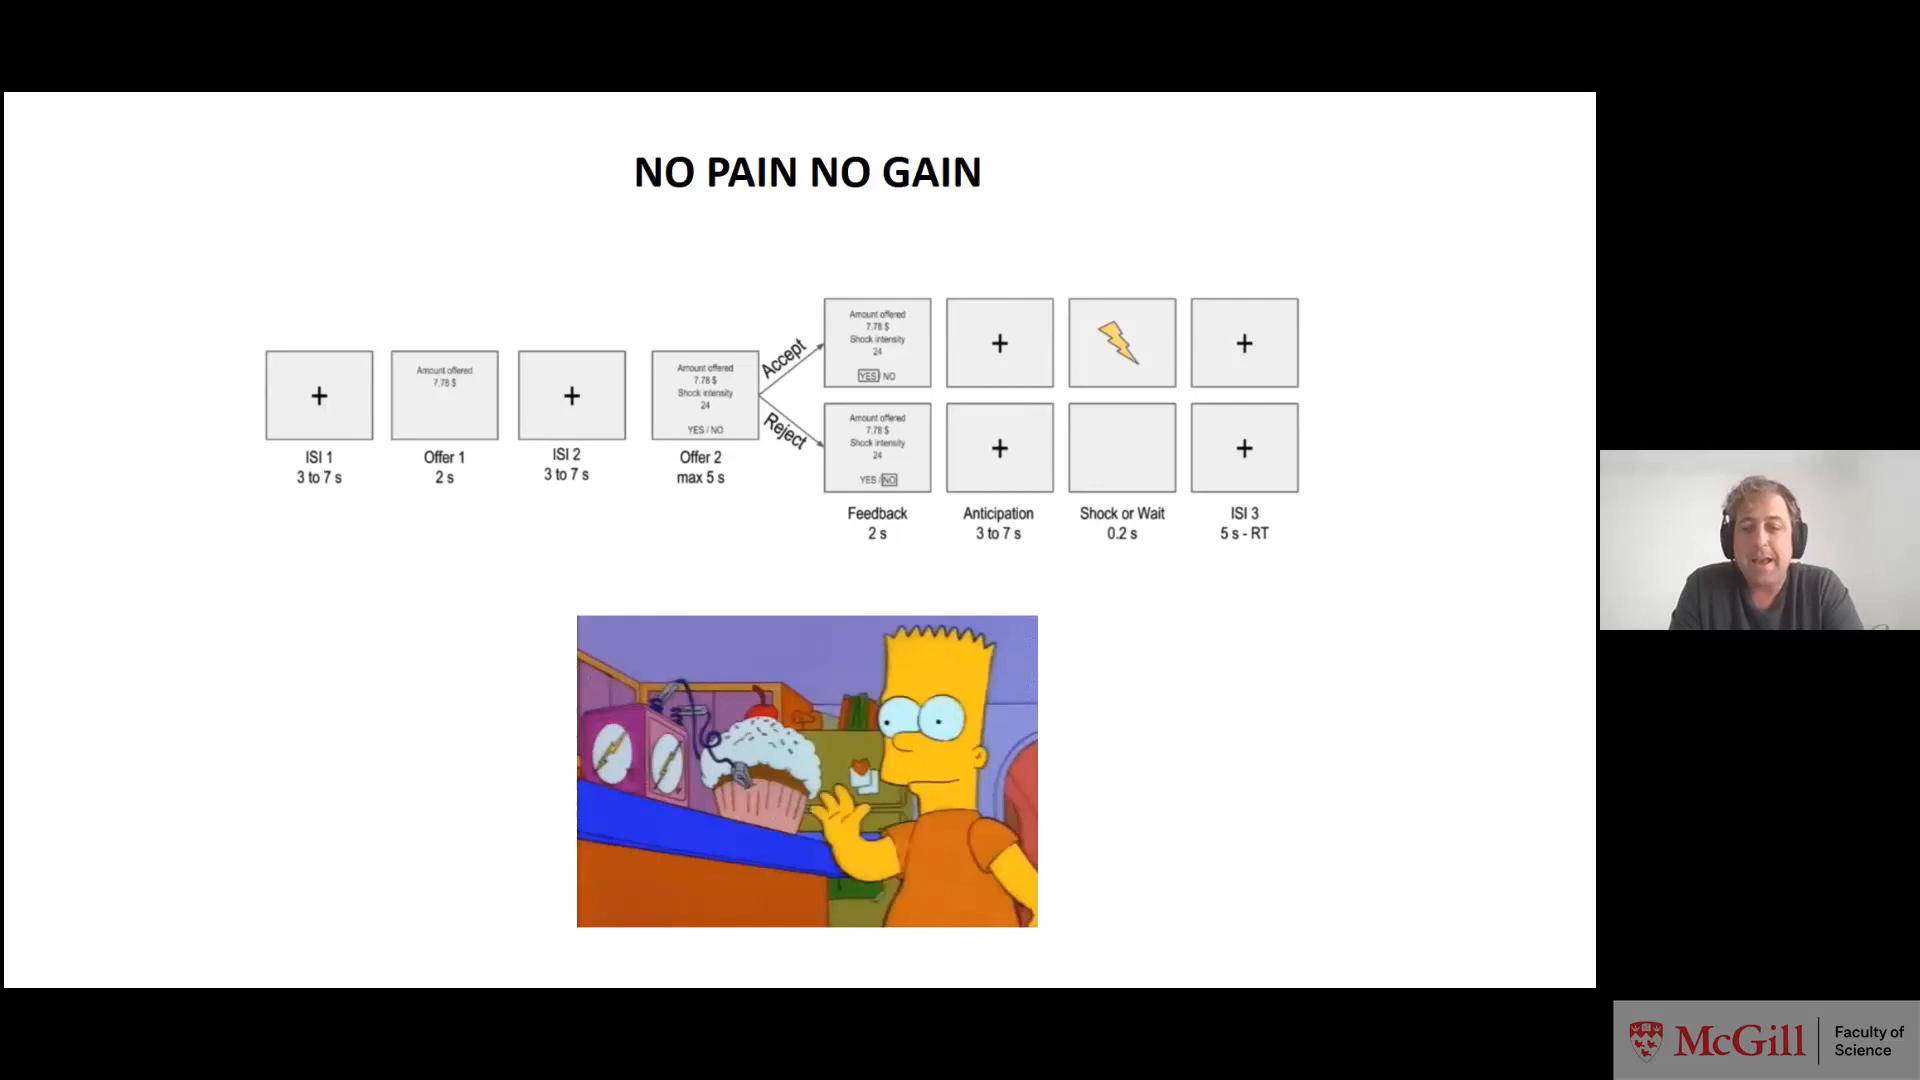 NO PAIN NO GAIN
+
ISI 1
3 to 7 s
Amount offered
7.78 $
Offer 1
2 s
+
ISI 2
3 to 7 s
Amount offered
7.78 $
Shock intensity
24
YES / NO
Offer 2
max 5 s
Accept
Reject
Amount offered
7.78 $
Shock intensity
24
YES / NO
+
+
Amount offered
7.78 $
Shock intensity
24
YES / NO
+
+
Feedback
2 s
Anticipation
3 to 7 s
Shock or Wait
0.2 s
ISI 3
5 s - RT
McGill
Faculty of
Science